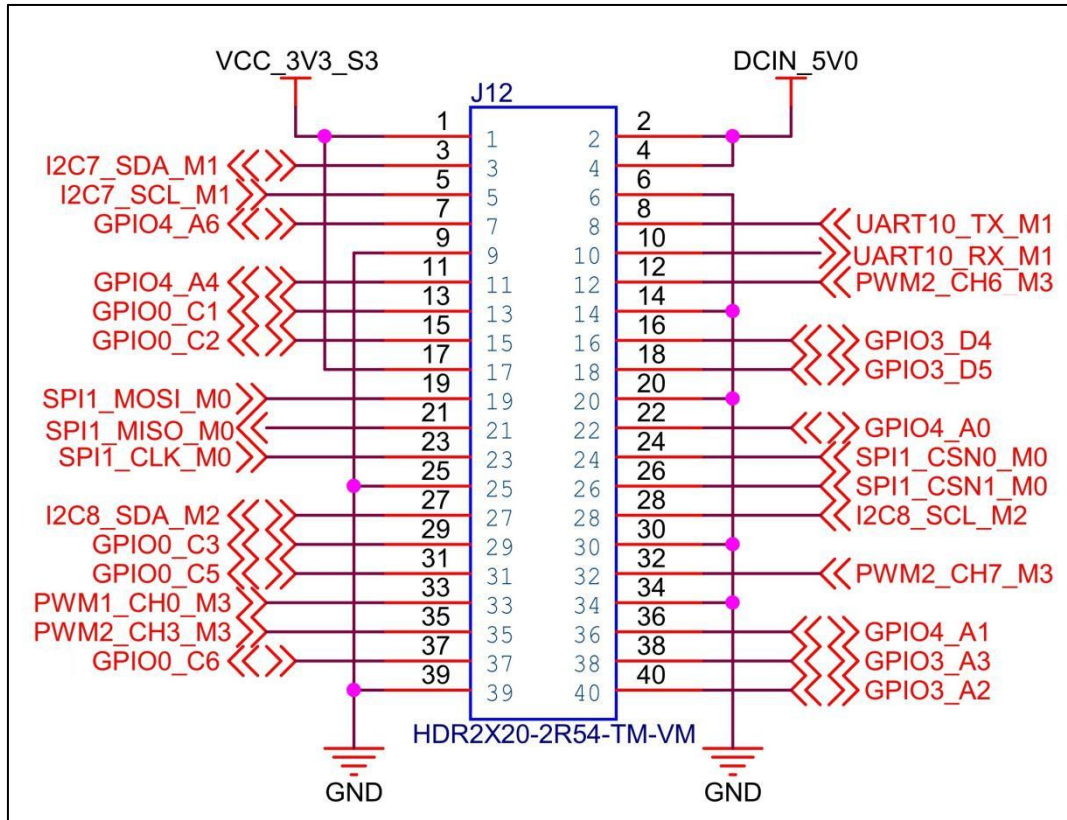 VCC_3V3_S3 DCIN_5V0
J12
1 1 2 2
I2C7_SDA_M1 3 3 4 4
I2C7_SCL_M1 5 5 6 6
GPIO4_A6 7 7 8 8 UART10_TX_M1
9 9 10 10 UART10_RX_M1
GPIO4_A4 11 11 12 12 PWM2_CH6_M3
GPIO0_C1 13 13 14 14
GPIO0_C2 15 15 16 16 GPIO3_D4
17 17 18 18 GPIO3_D5
SPI1_MOSI_M0 19 19 20 20
SPI1_MISO_M0 21 21 22 22 GPIO4_A0
SPI1_CLK_M0 23 23 24 24 SPI1_CSN0_M0
25 25 26 26 SPI1_CSN1_M0
I2C8_SDA_M2 27 27 28 28 I2C8_SCL_M2
GPIO0_C3 29 29 30 30
GPIO0_C5 31 31 32 32 PWM2_CH7_M3
PWM1_CH0_M3 33 33 34 34
PWM2_CH3_M3 35 35 36 36 GPIO4_A1
GPIO0_C6 37 37 38 38 GPIO3_A3
39 39 40 40 GPIO3_A2
HDR2X20-2R54-TM-VM
GND GND